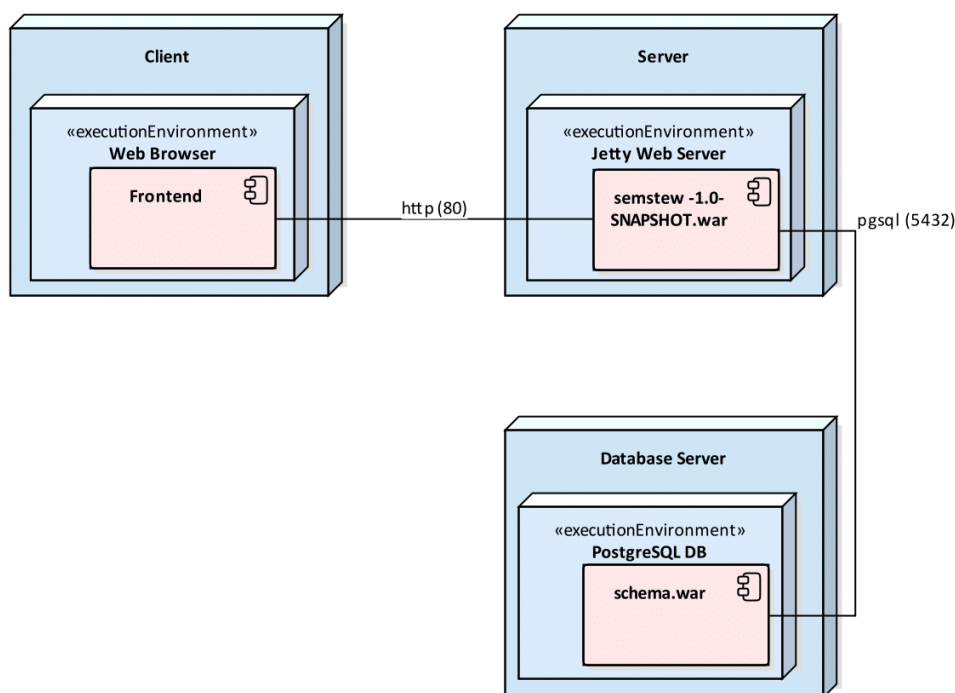 Client
«executionEnvironment»
Web Browser
Frontend
http (80)
Server
«executionEnvironment»
Jetty Web Server
semstew -1.0-
SNAPSHOT.war
pgsql (5432)
Database Server
«executionEnvironment»
PostgreSQL DB
schema.war